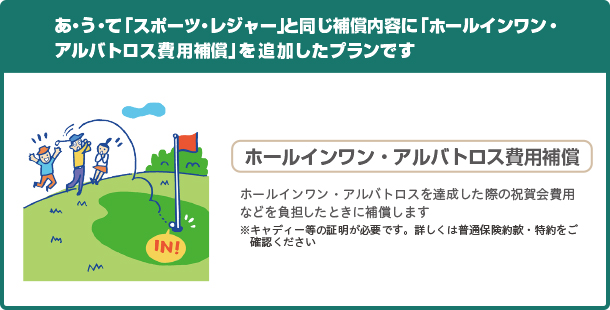 あ・う・て「スポーツ・レジャー」と同じ補償内容に「ホールインワン・
アルバトロス費用補償」を追加したプランです
ホールインワン・アルバトロス費用補償
ホールインワン・アルバトロスを達成した際の祝賀会費用
などを負担したときに補償します
※キャディー等の証明が必要です。詳しくは普通保険約款・特約をご
確認ください
IN!